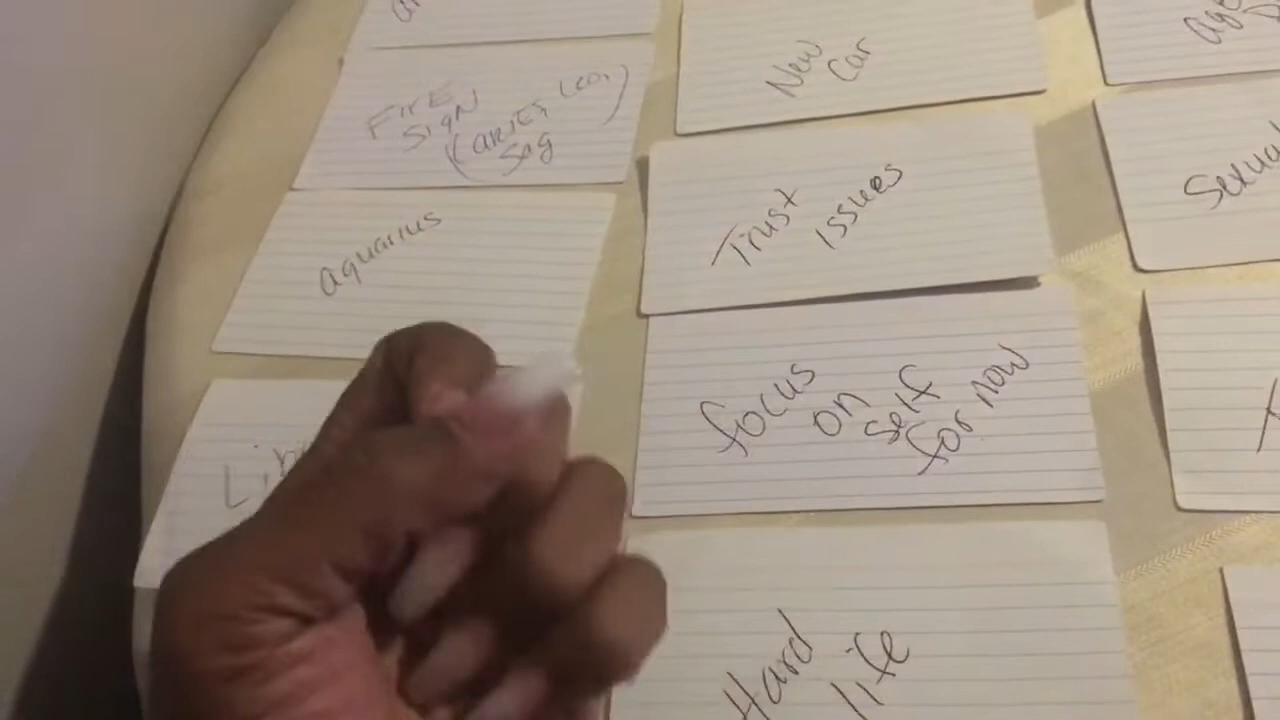 FIRE
SIGN
(ARIES, LEO,
Sag)
Aquarius
New
Car
Trust
Issues
focus
on
self
for now
Hard
life